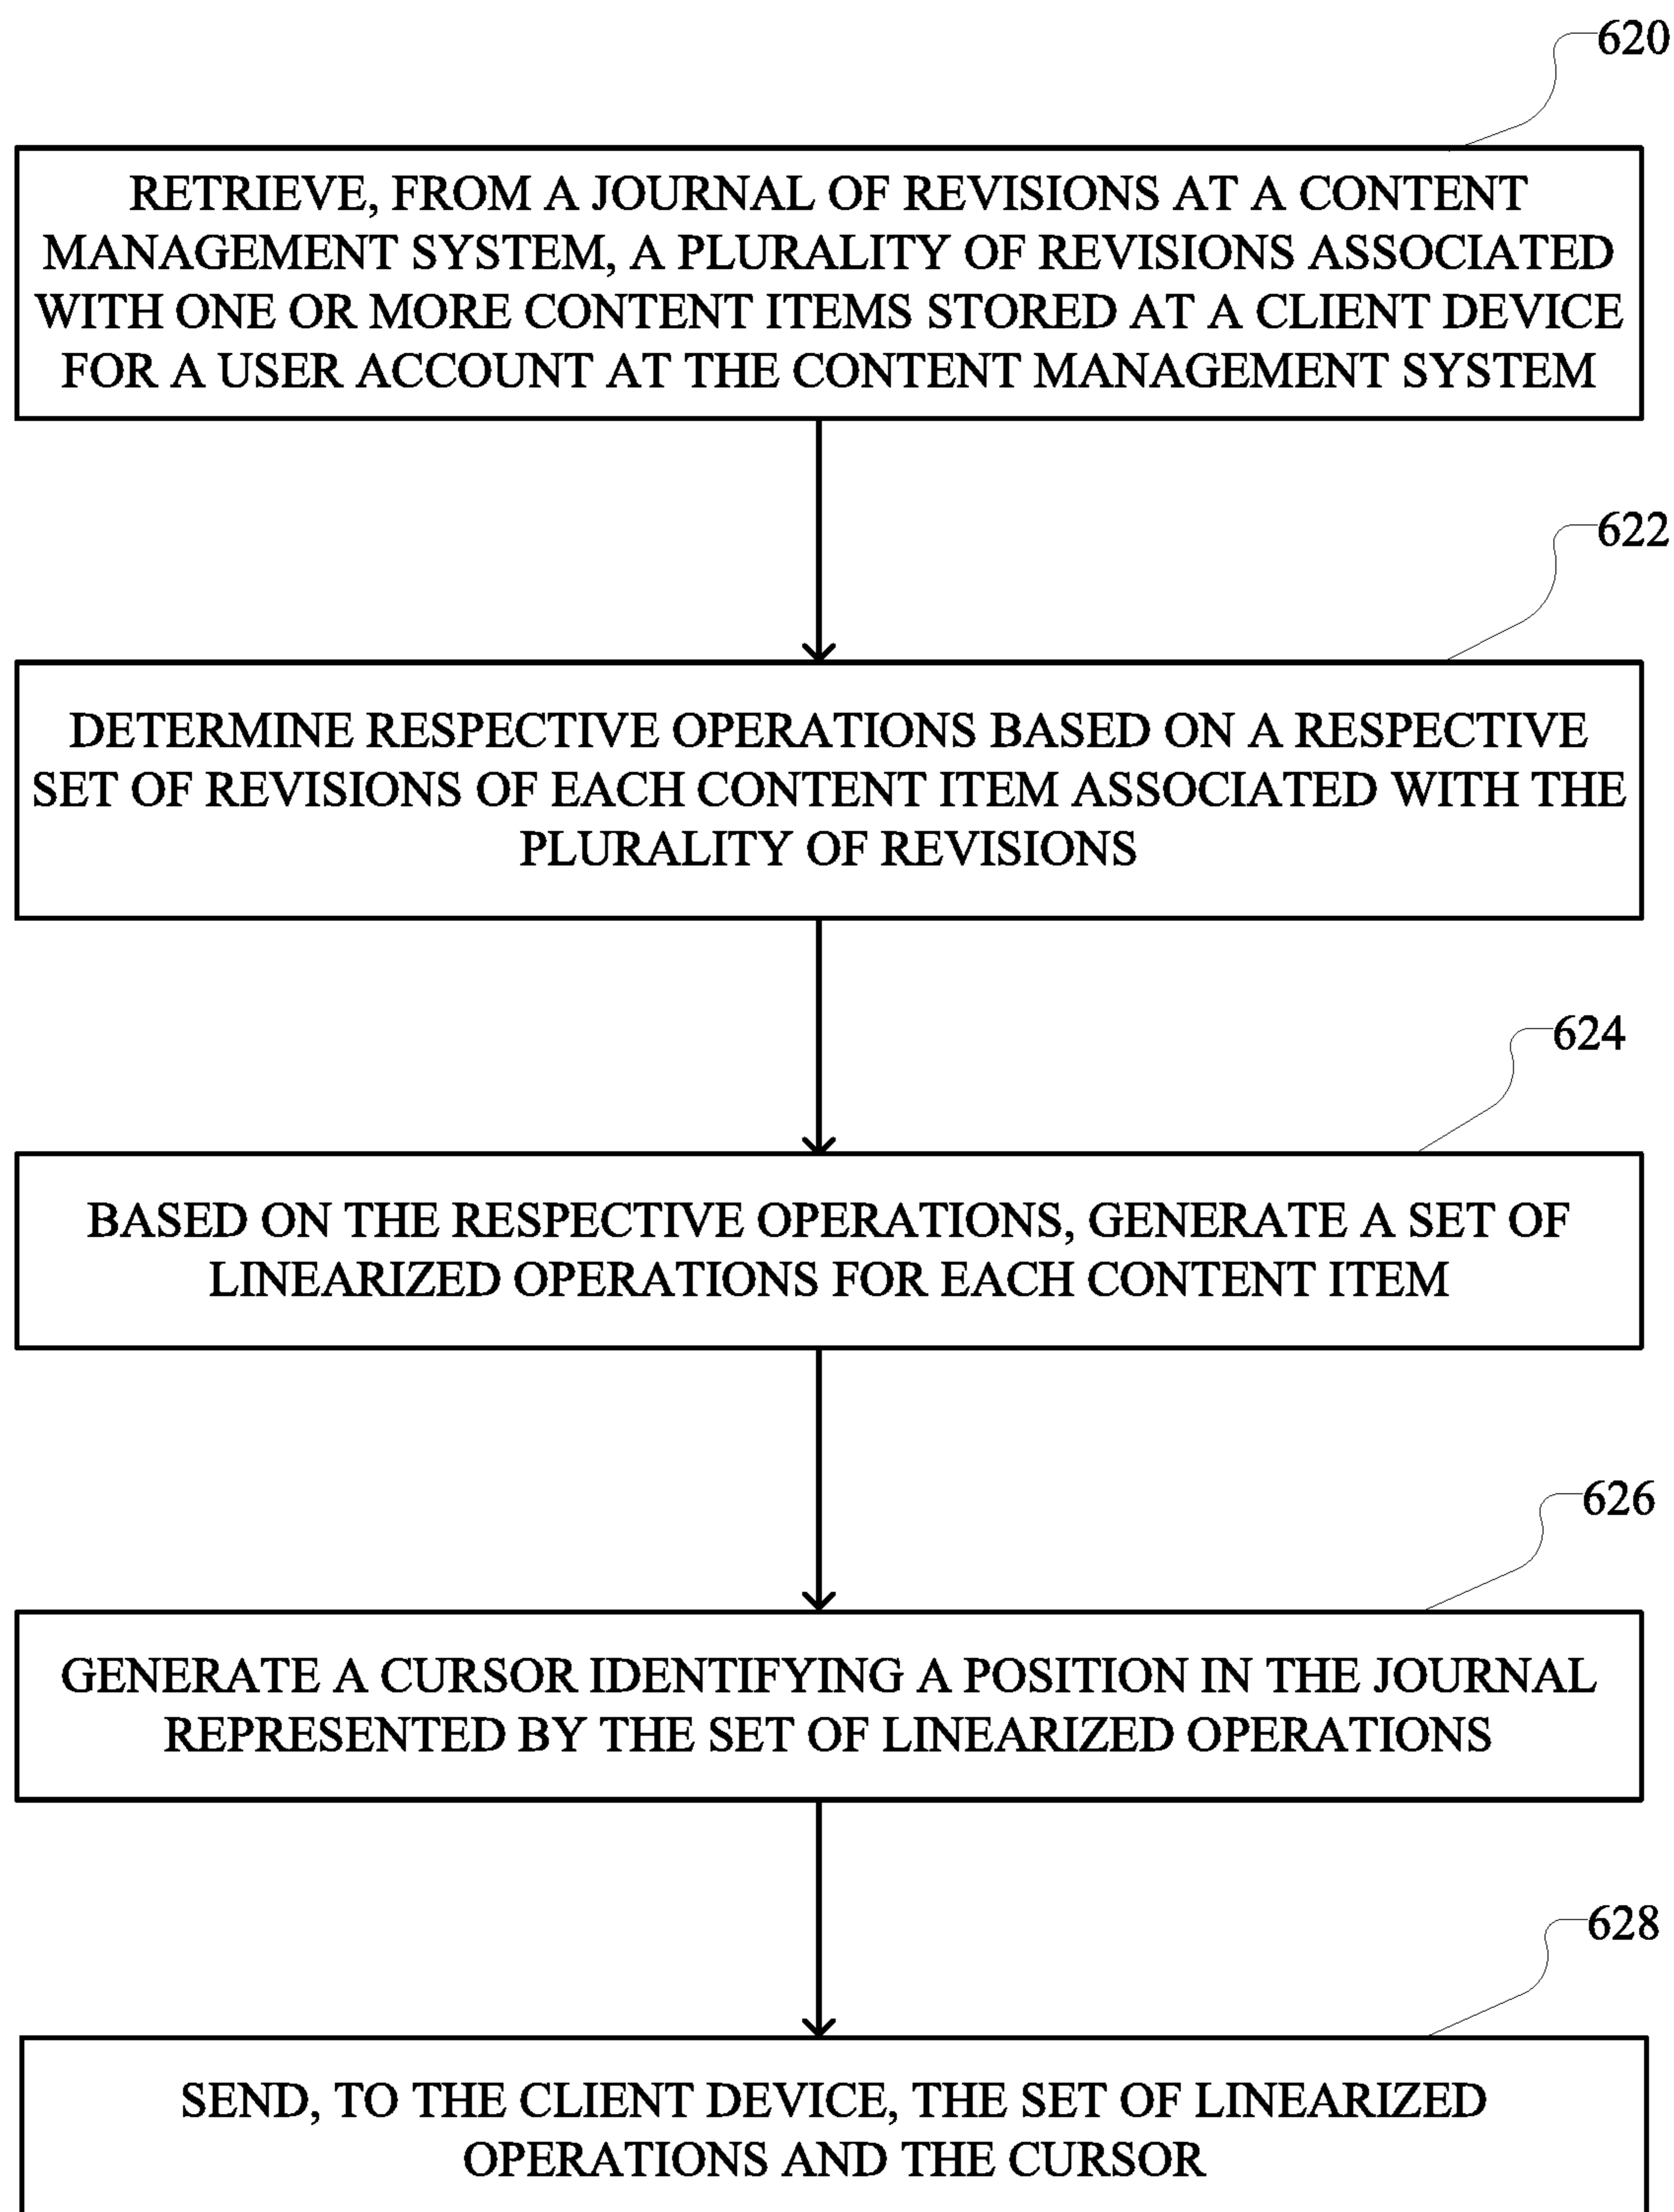 620
RETRIEVE, FROM A JOURNAL OF REVISIONS AT A CONTENT
MANAGEMENT SYSTEM, A PLURALITY OF REVISIONS ASSOCIATED
WITH ONE OR MORE CONTENT ITEMS STORED AT A CLIENT DEVICE
FOR A USER ACCOUNT AT THE CONTENT MANAGEMENT SYSTEM
622
DETERMINE RESPECTIVE OPERATIONS BASED ON A RESPECTIVE
SET OF REVISIONS OF EACH CONTENT ITEM ASSOCIATED WITH THE
PLURALITY OF REVISIONS
624
BASED ON THE RESPECTIVE OPERATIONS, GENERATE A SET OF
LINEARIZED OPERATIONS FOR EACH CONTENT ITEM
626
GENERATE A CURSOR IDENTIFYING A POSITION IN THE JOURNAL
REPRESENTED BY THE SET OF LINEARIZED OPERATIONS
628
SEND, TO THE CLIENT DEVICE, THE SET OF LINEARIZED
OPERATIONS AND THE CURSOR